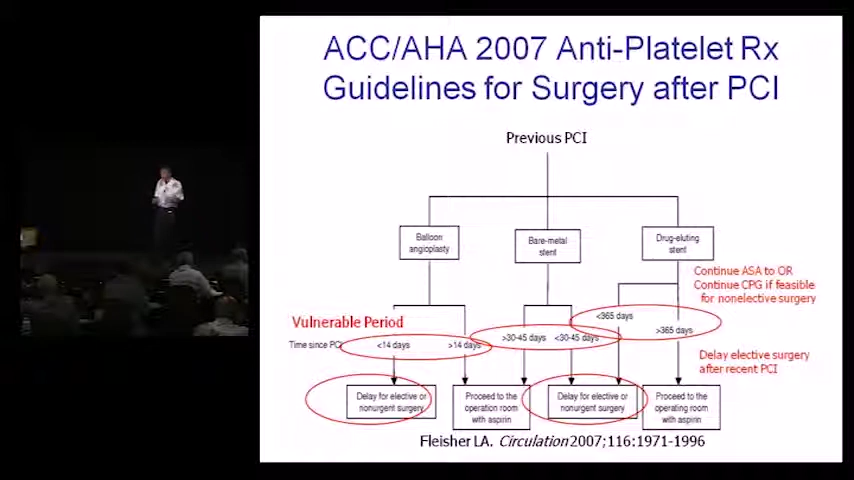 ACC/AHA 2007 Anti-Platelet Rx
Guidelines for Surgery after PCI
Previous PCI
Balloon
angioplasty
Bare-metal
stent
Drug-eluting
stent
Continue ASA to OR
Continue CPG if feasible
for nonelective surgery
Vulnerable Period
Time since PCI
<14 days
>14 days
>30-45 days
<30-45 days
<365 days
>365 days
Delay elective surgery
after recent PCI
Delay for elective or
nonurgent surgery
Proceed to the
operation room
with aspirin
Delay for elective or
nonurgent surgery
Proceed to the
operating room
with aspirin
Fleisher LA. Circulation 2007;116:1971-1996